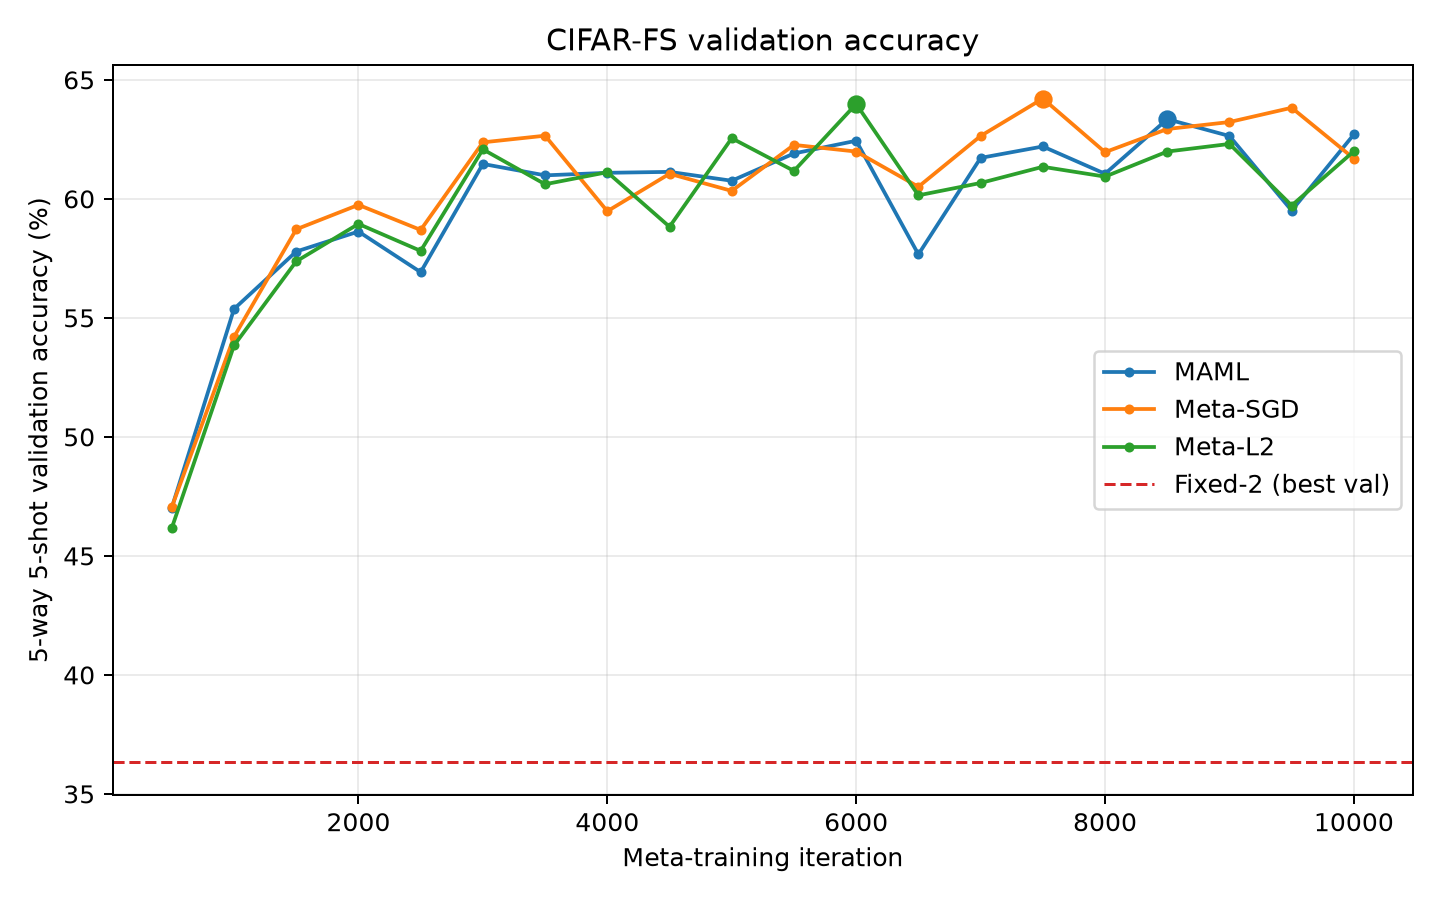 CIFAR-FS validation accuracy
5-way 5-shot validation accuracy (%)
65
60
55
50
45
40
35
MAML
Meta-SGD
Meta-L2
Fixed-2 (best val)
2000 4000 6000 8000 10000
Meta-training iteration